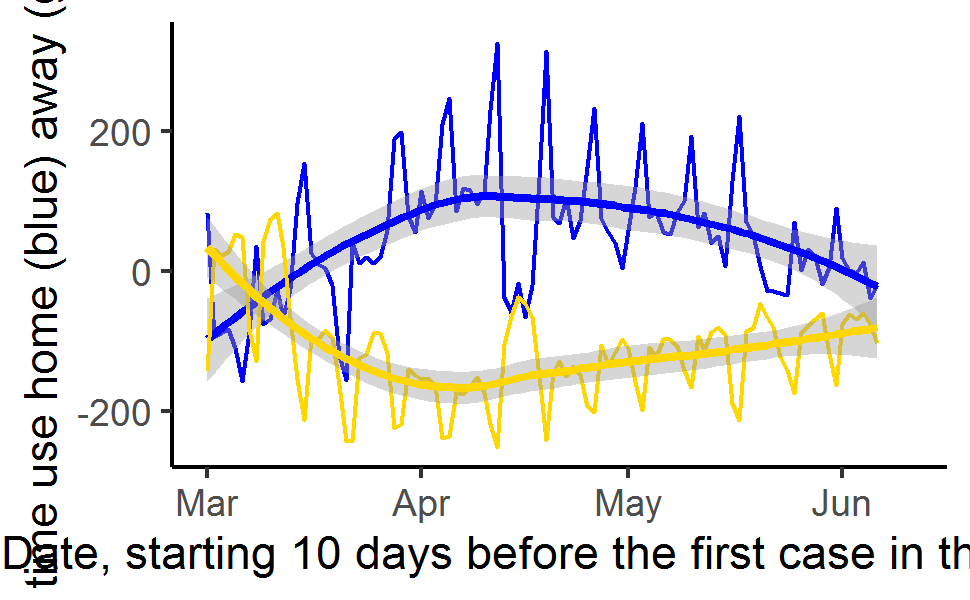 time use home (blue) away (
200
0
-200
Mar Apr May Jun
Date, starting 10 days before the first case in th